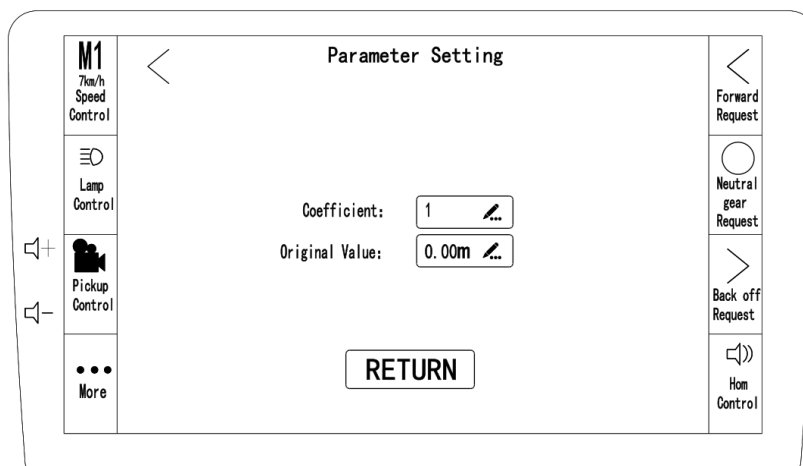 M1
7km/h
Speed
Control
Lamp
Control
Pickup
Control
More
Parameter Setting
Coefficient: 1
Original Value: 0.00m
RETURN
Forward
Request
Neutral
gear
Request
Back off
Request
Hom
Control